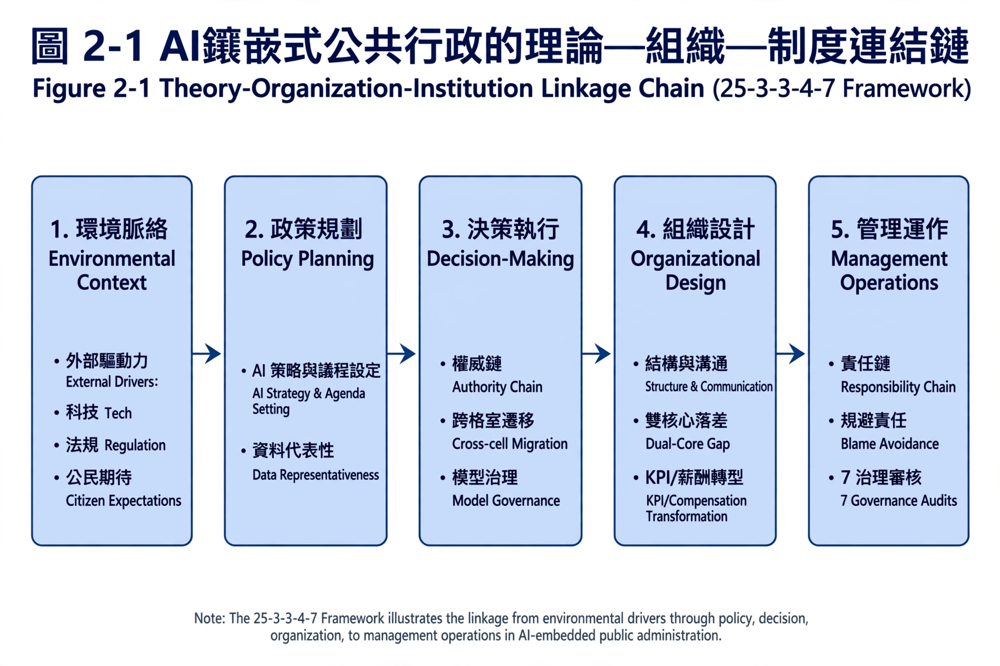 圖 2-1 AI鑲嵌式公共行政的理論—組織—制度連結鏈
Figure 2-1 Theory-Organization-Institution Linkage Chain (25-3-3-4-7 Framework)
1. 環境脈絡
Environmental
Context
• 外部驅動力
External Drivers:
• 科技 Tech
• 法規 Regulation
• 公民期待
Citizen Expectations
2. 政策規劃
Policy Planning
• AI 策略與議程設定
AI Strategy & Agenda
Setting
• 資料代表性
Data Representativeness
3. 決策執行
Decision-Making
• 權威鏈
Authority Chain
• 跨格室遷移
Cross-cell Migration
• 模型治理
Model Governance
4. 組織設計
Organizational
Design
• 結構與溝通
Structure & Communication
• 雙核心落差
Dual-Core Gap
• KPI/薪酬轉型
KPI/Compensation
Transformation
5. 管理運作
Management
Operations
• 責任鏈
Responsibility Chain
• 規避責任
Blame Avoidance
• 7 治理審核
7 Governance Audits
Note: The 25-3-3-4-7 Framework illustrates the linkage from environmental drivers through policy, decision,
organization, to management operations in AI-embedded public administration.